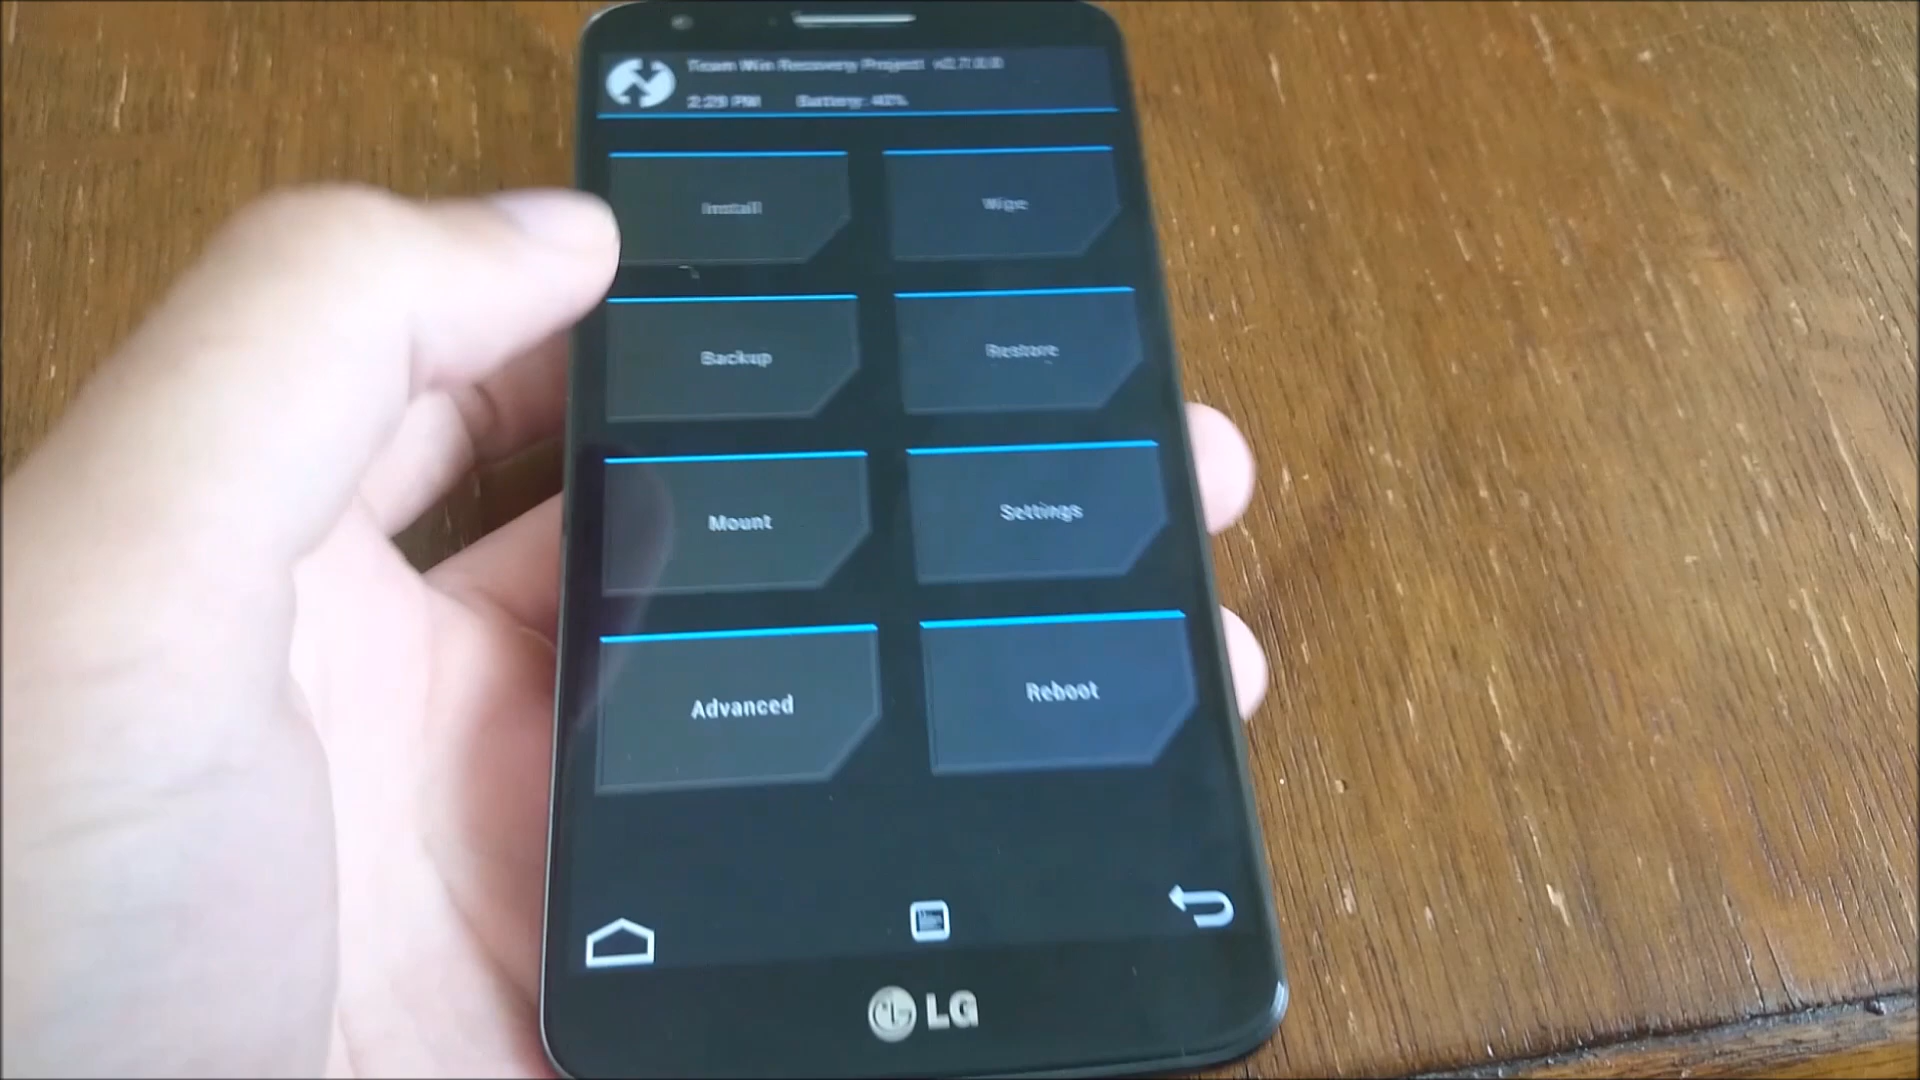 Team Win Recovery Project v2.7.0.0
2:29 PM Battery: 42%
Install
Wipe
Backup
Restore
Mount
Settings
Advanced
Reboot
LG